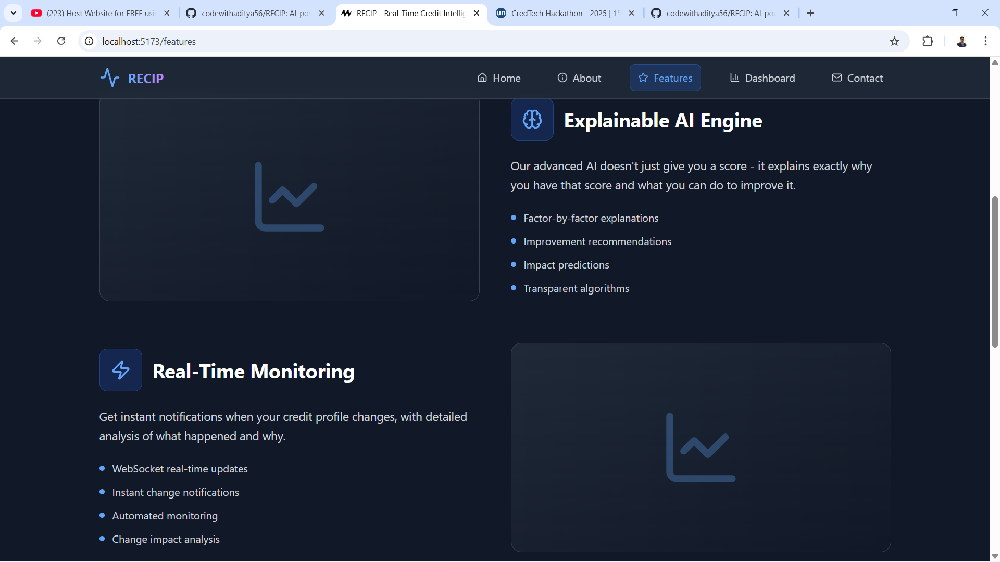 (223) Host Website for FREE usi
codewithaditya56/RECIP: AI-po
RECIP - Real-Time Credit Intellig
CredTech Hackathon - 2025 | 15
codewithaditya56/RECIP: AI-po
localhost:5173/features
RECIP
Home
About
Features
Dashboard
Contact
Explainable AI Engine
Our advanced AI doesn't just give you a score - it explains exactly why
you have that score and what you can do to improve it.
Factor-by-factor explanations
Improvement recommendations
Impact predictions
Transparent algorithms
Real-Time Monitoring
Get instant notifications when your credit profile changes, with detailed
analysis of what happened and why.
WebSocket real-time updates
Instant change notifications
Automated monitoring
Change impact analysis